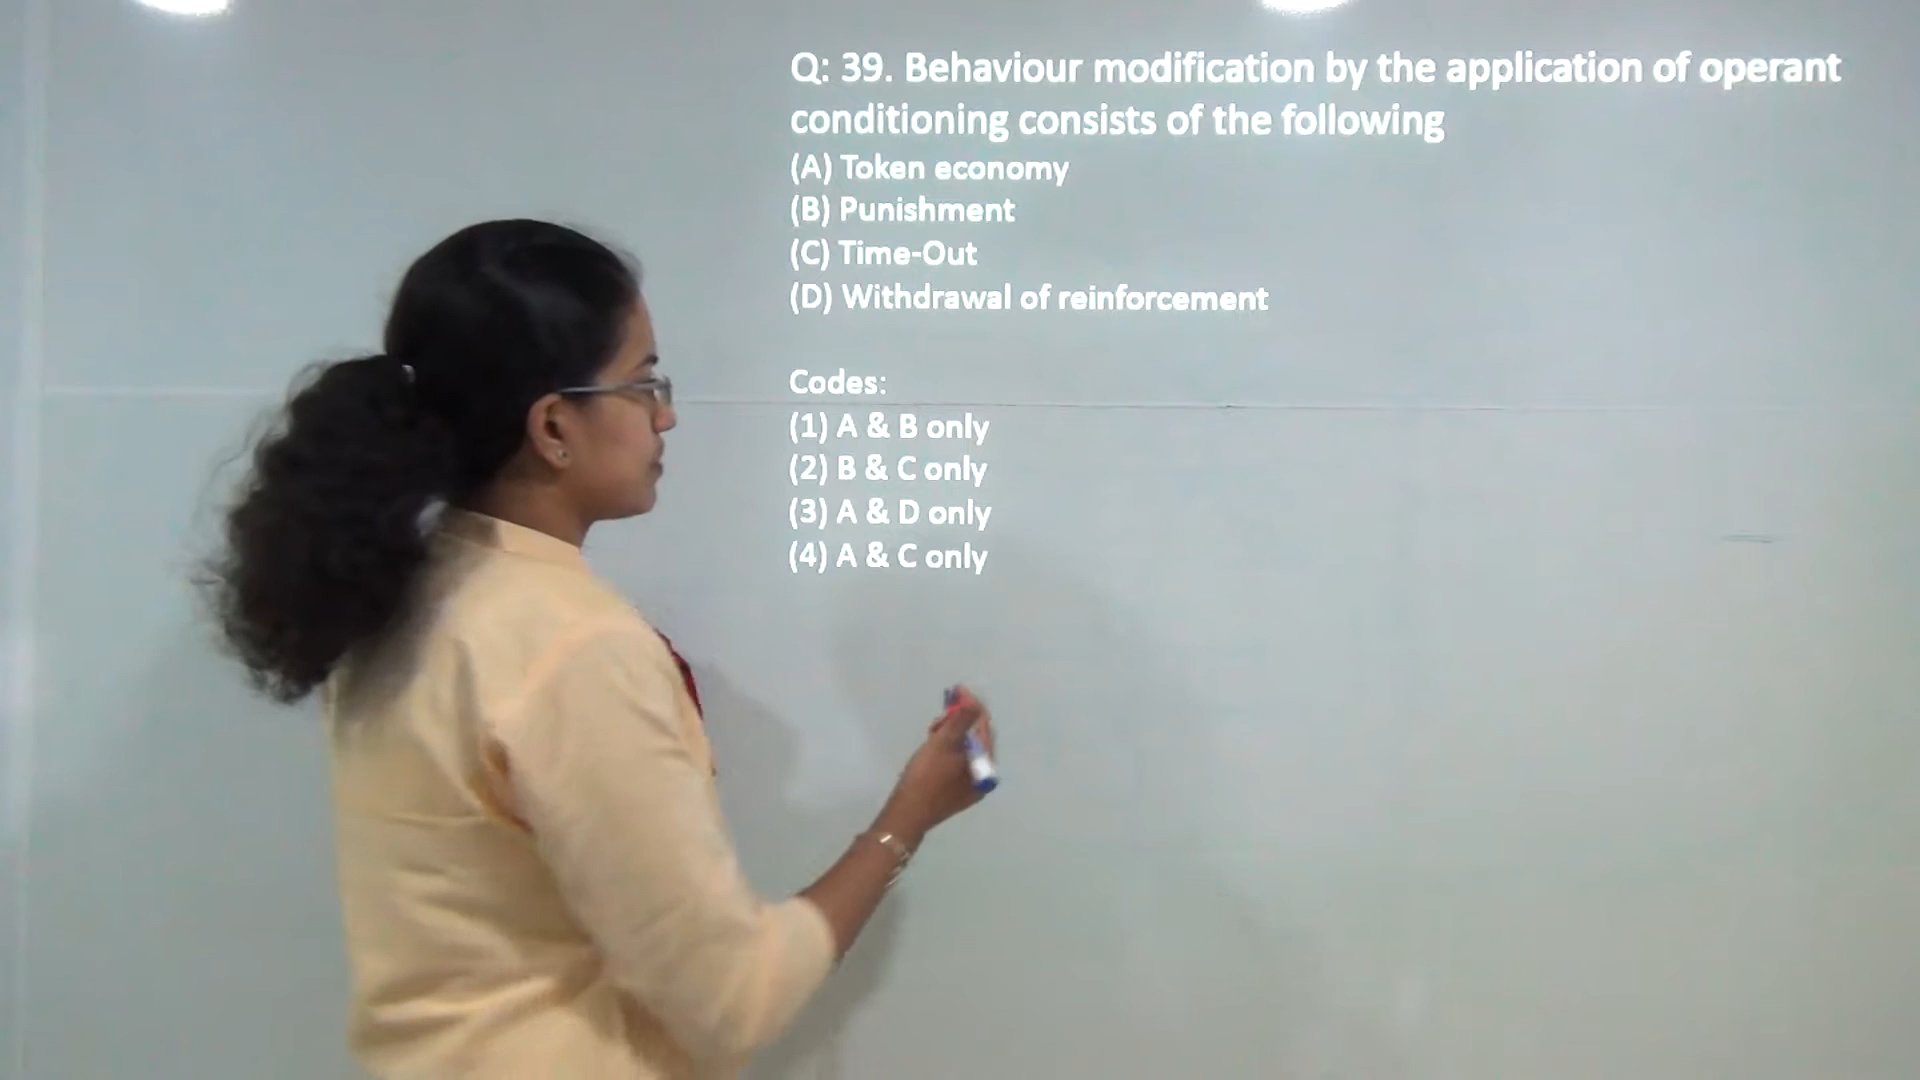 Q: 39. Behaviour modification by the application of operant
conditioning consists of the following
(A) Token economy
(B) Punishment
(C) Time-Out
(D) Withdrawal of reinforcement
Codes:
(1) A & B only
(2) B & C only
(3) A & D only
(4) A & C only